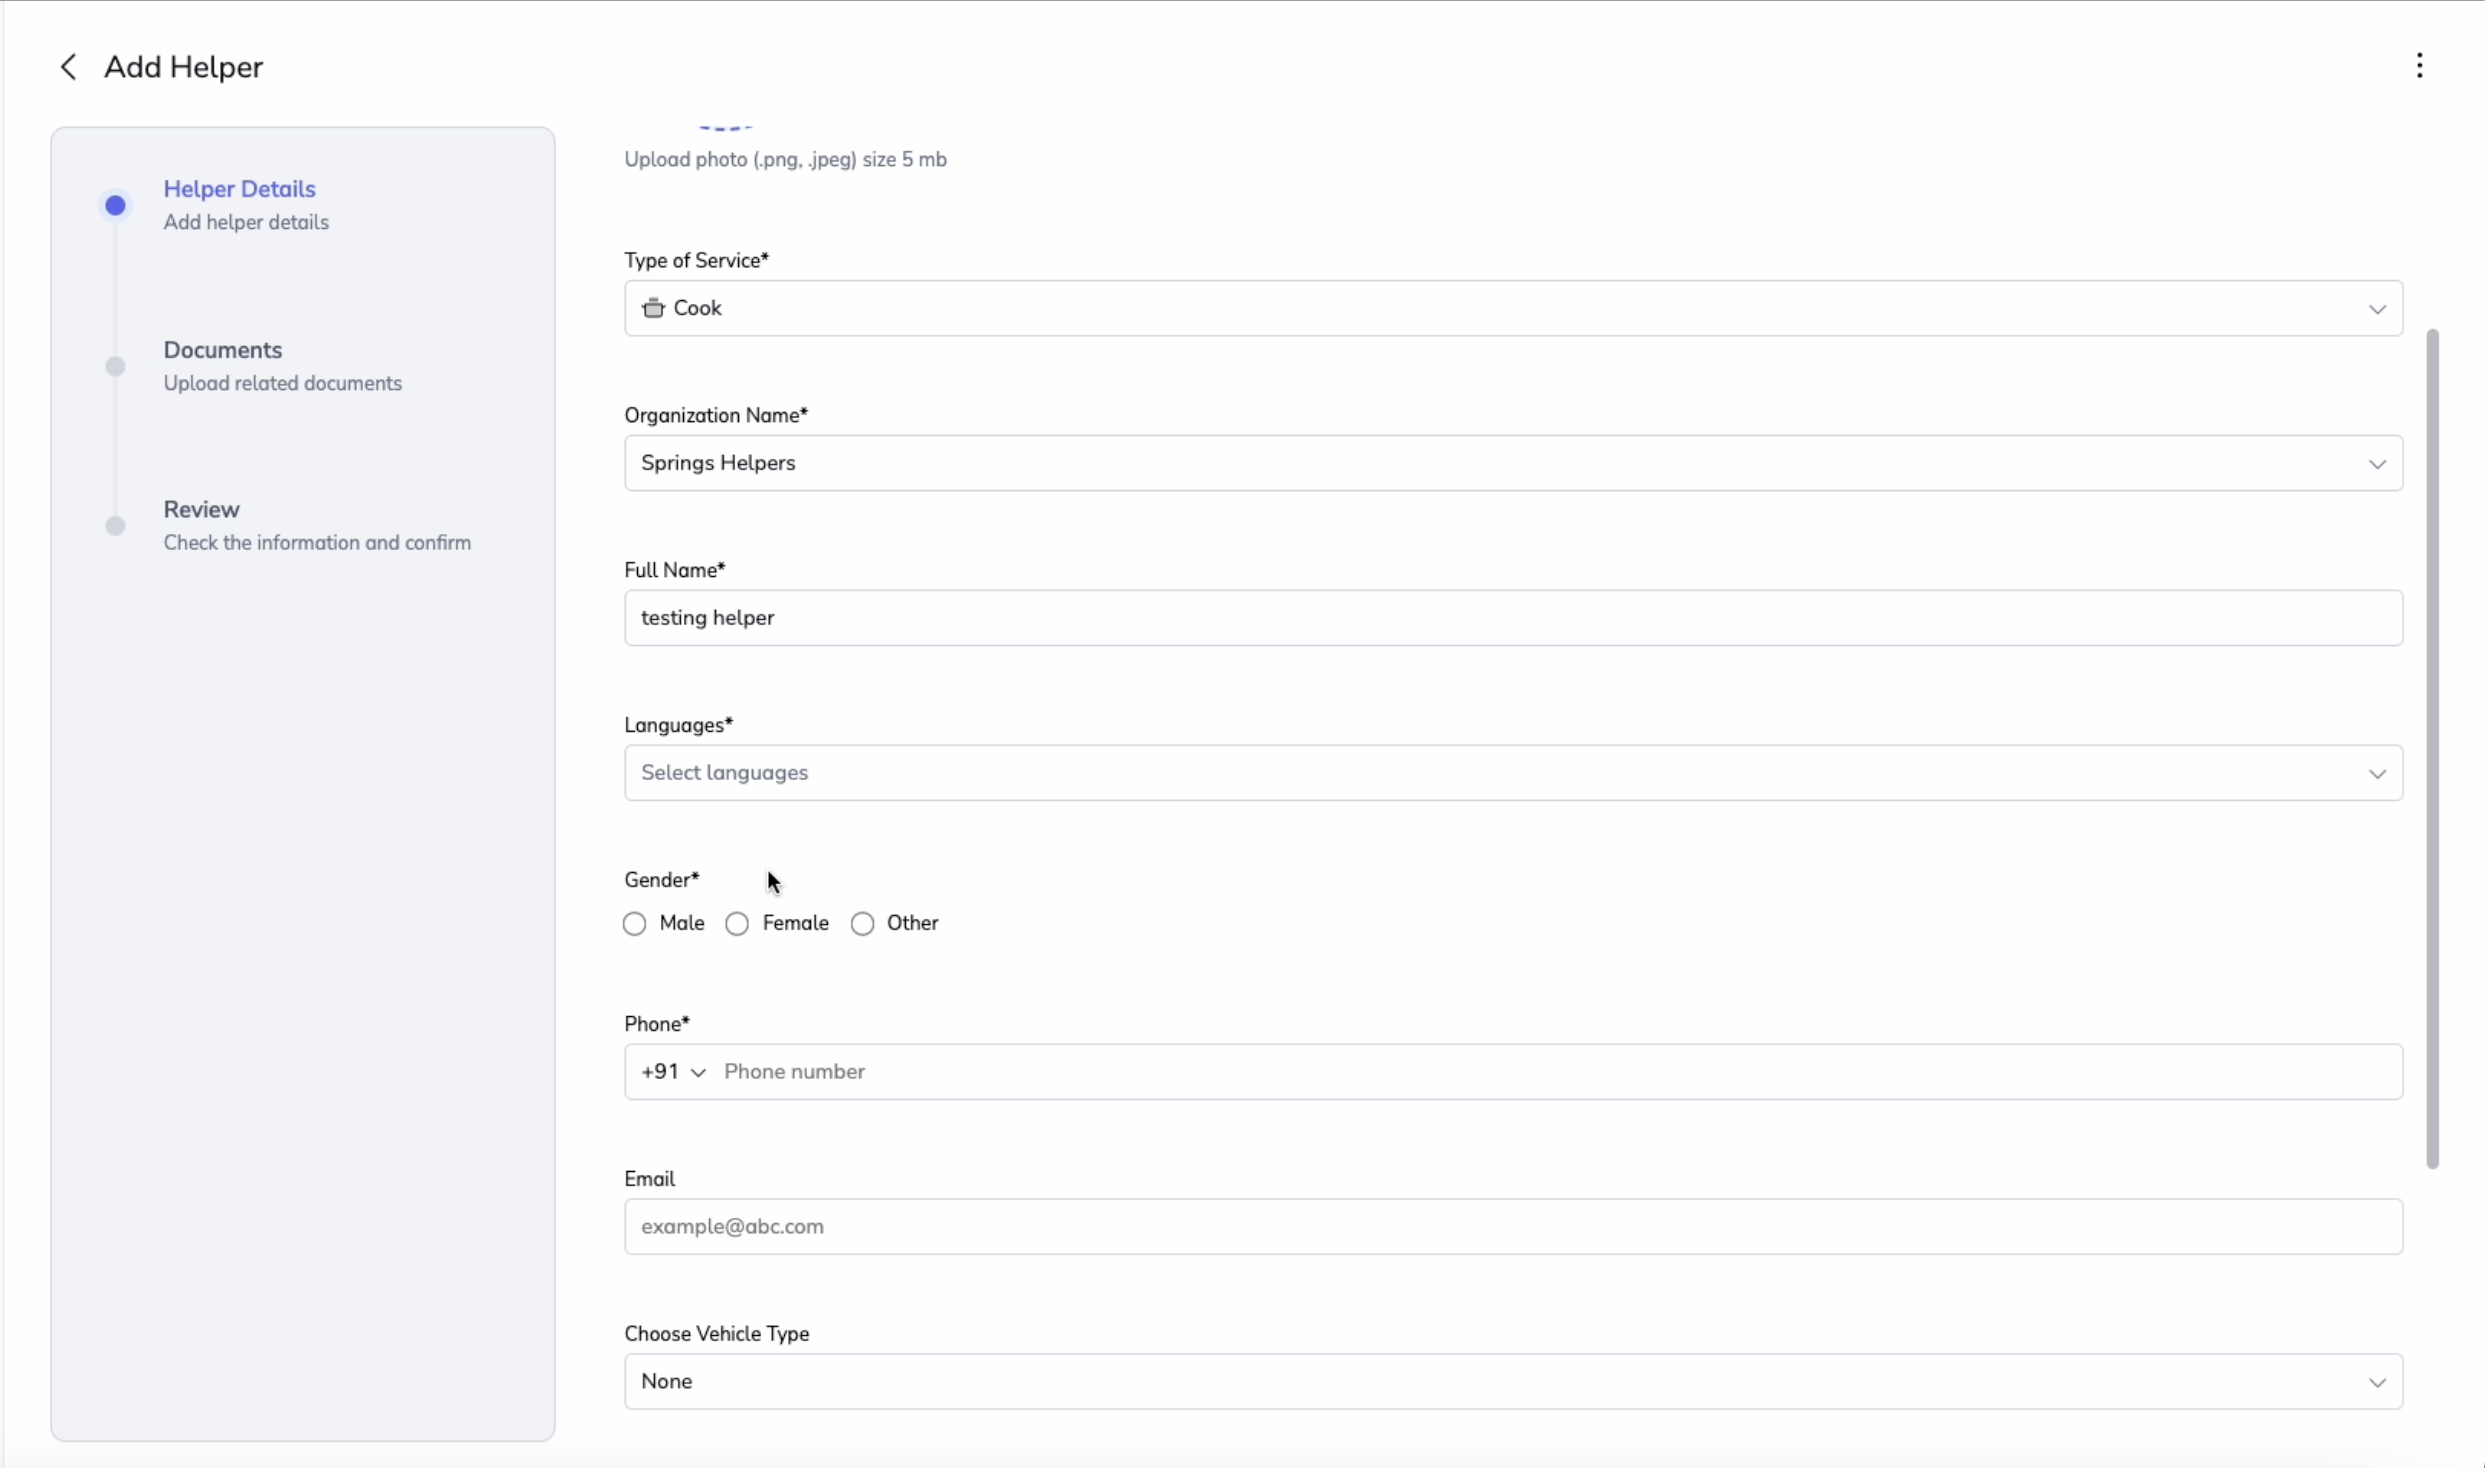 Add Helper
Helper Details
Add helper details
Documents
Upload related documents
Review
Check the information and confirm
Upload photo (.png, .jpeg) size 5 mb
Type of Service*
Cook
Organization Name*
Springs Helpers
Full Name*
testing helper
Languages*
Select languages
Gender*
Male Female Other
Phone*
+91 Phone number
Email
example@abc.com
Choose Vehicle Type
None